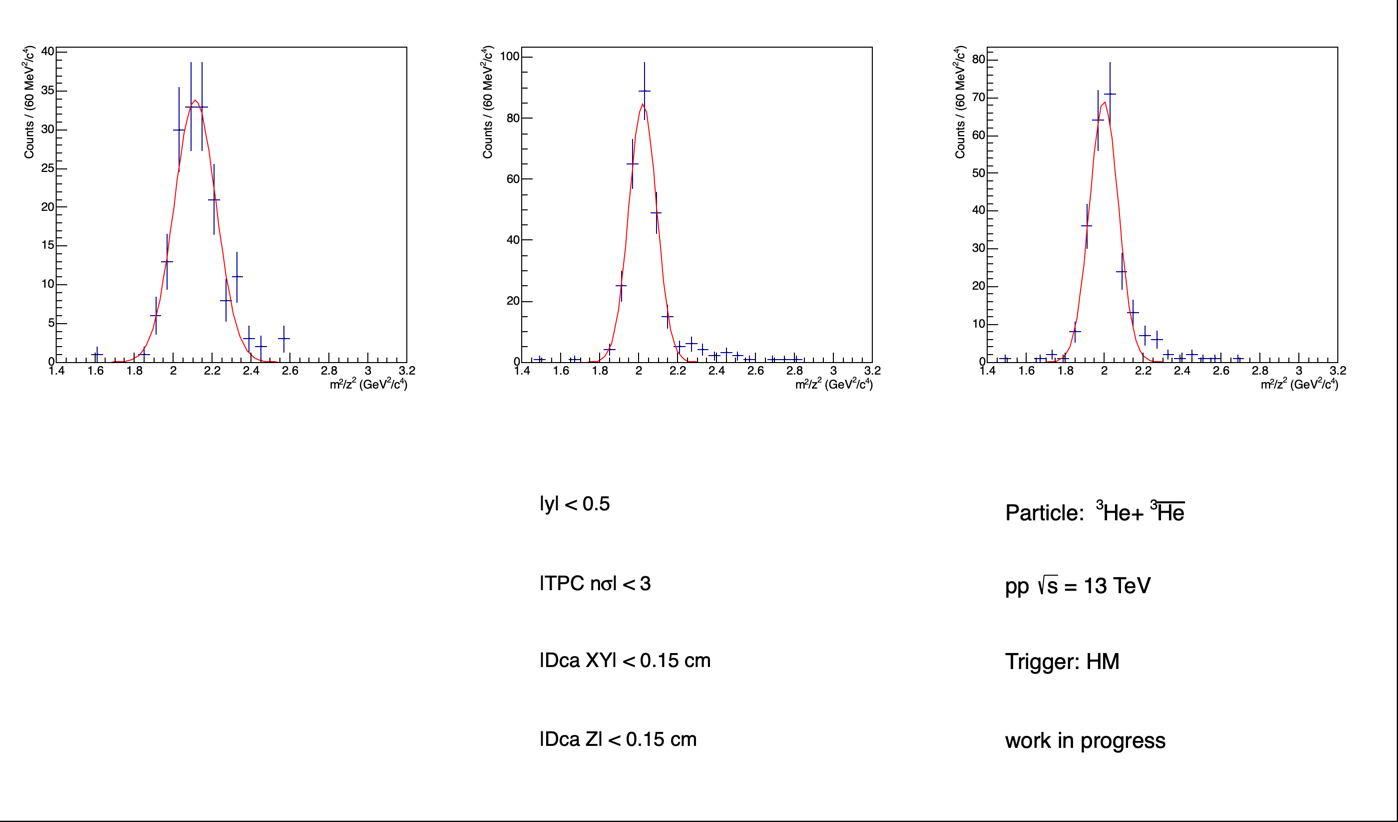 Counts / (60 MeV²/c⁴)
40
35
30
25
20
15
10
5
0
1.4 1.6 1.8 2 2.2 2.4 2.6 2.8 3 3.2
m²/z² (GeV²/c⁴)
Counts / (60 MeV²/c⁴)
100
80
60
40
20
0
1.4 1.6 1.8 2 2.2 2.4 2.6 2.8 3 3.2
m²/z² (GeV²/c⁴)
Counts / (60 MeV²/c⁴)
80
70
60
50
40
30
20
10
0
1.4 1.6 1.8 2 2.2 2.4 2.6 2.8 3 3.2
m²/z² (GeV²/c⁴)
|y| < 0.5
|TPC nσ| < 3
|Dca XY| < 0.15 cm
|Dca Z| < 0.15 cm
Particle: ³He+ ³H̅e̅
pp √s = 13 TeV
Trigger: HM
work in progress